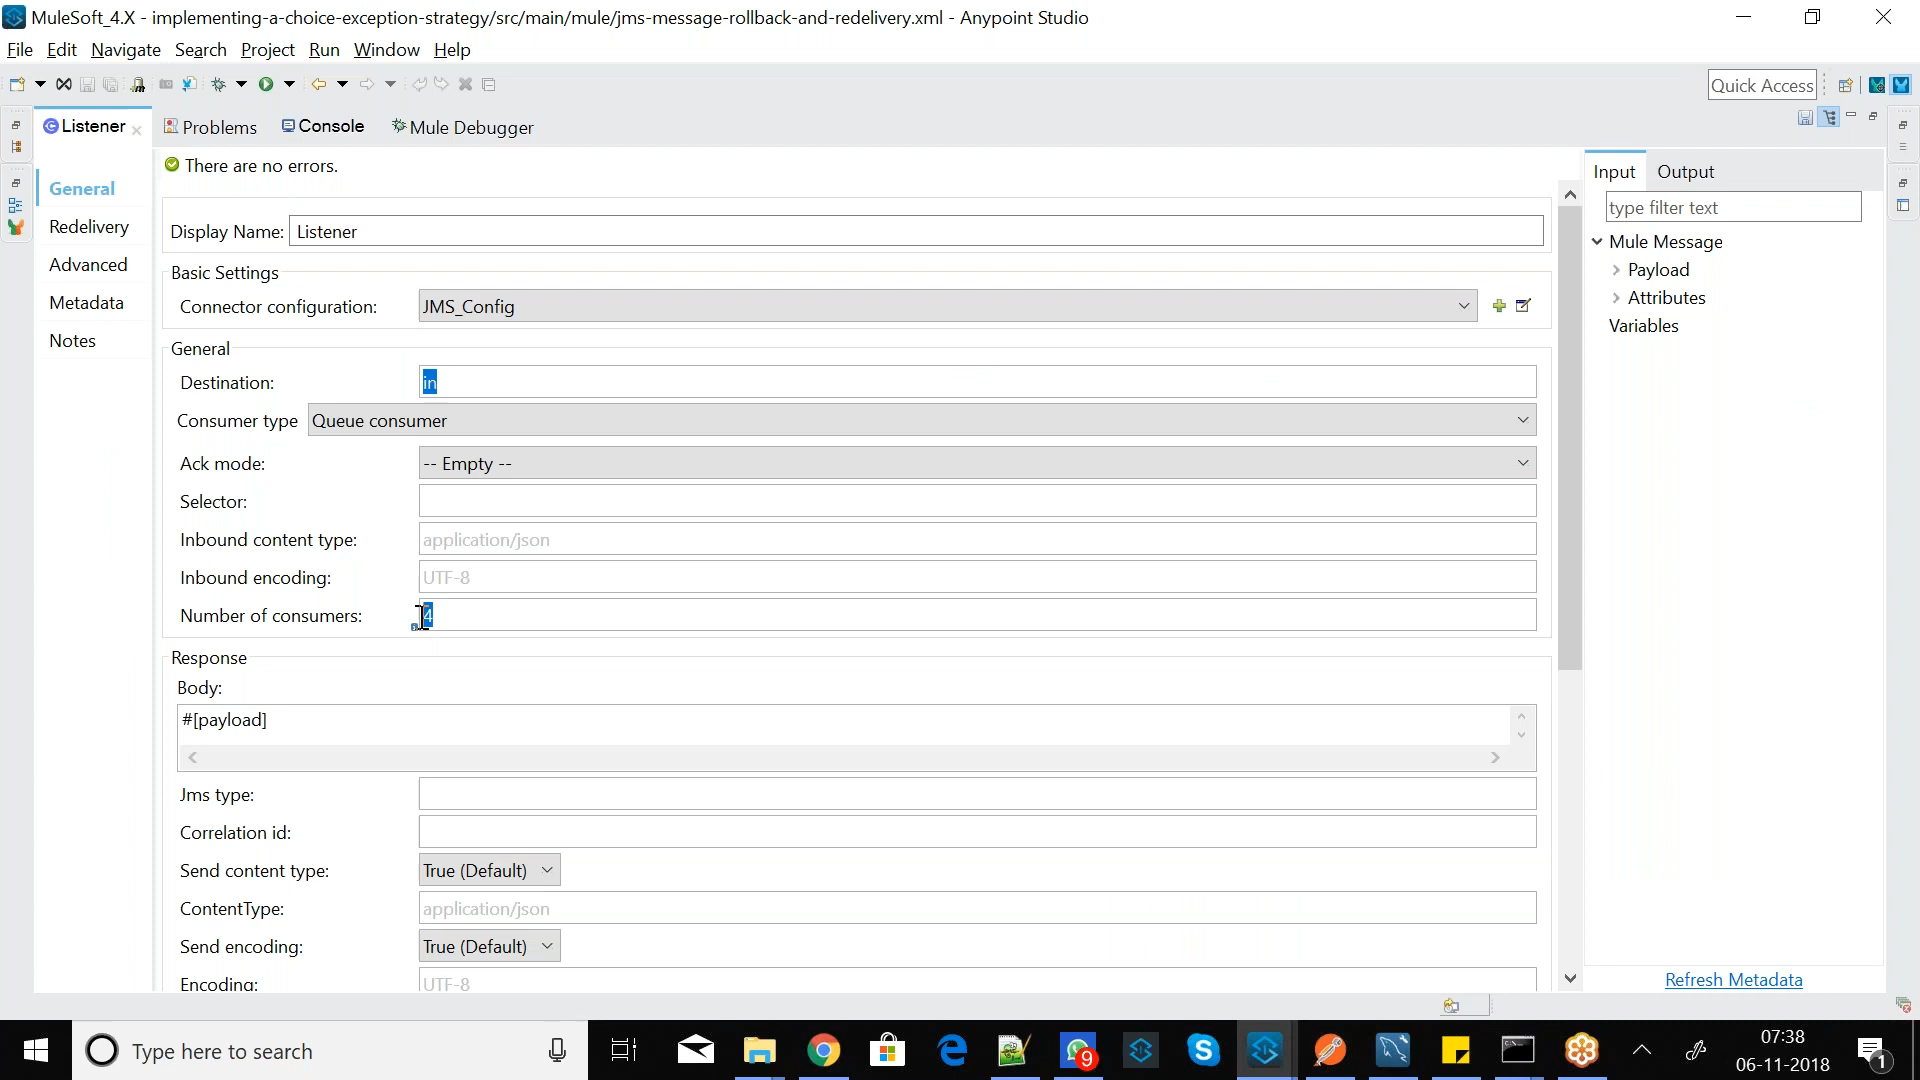 MuleSoft_4.X - implementing-a-choice-exception-strategy/src/main/mule/jms-message-rollback-and-redelivery.xml - Anypoint Studio
File Edit Navigate Search Project Run Window Help
Quick Access
Listener Problems Console Mule Debugger
There are no errors.
General
Redelivery
Advanced
Metadata
Notes
Display Name: Listener
Basic Settings
Connector configuration: JMS_Config
General
Destination: in
Consumer type Queue consumer
Ack mode: -- Empty --
Selector:
Inbound content type: application/json
Inbound encoding: UTF-8
Number of consumers: 4
Response
Body:
#[payload]
Jms type:
Correlation id:
Send content type: True (Default)
ContentType: application/json
Send encoding: True (Default)
Encoding: UTF-8
Input Output
type filter text
Mule Message
Payload
Attributes
Variables
Refresh Metadata
Type here to search
9
07:38
06-11-2018
1